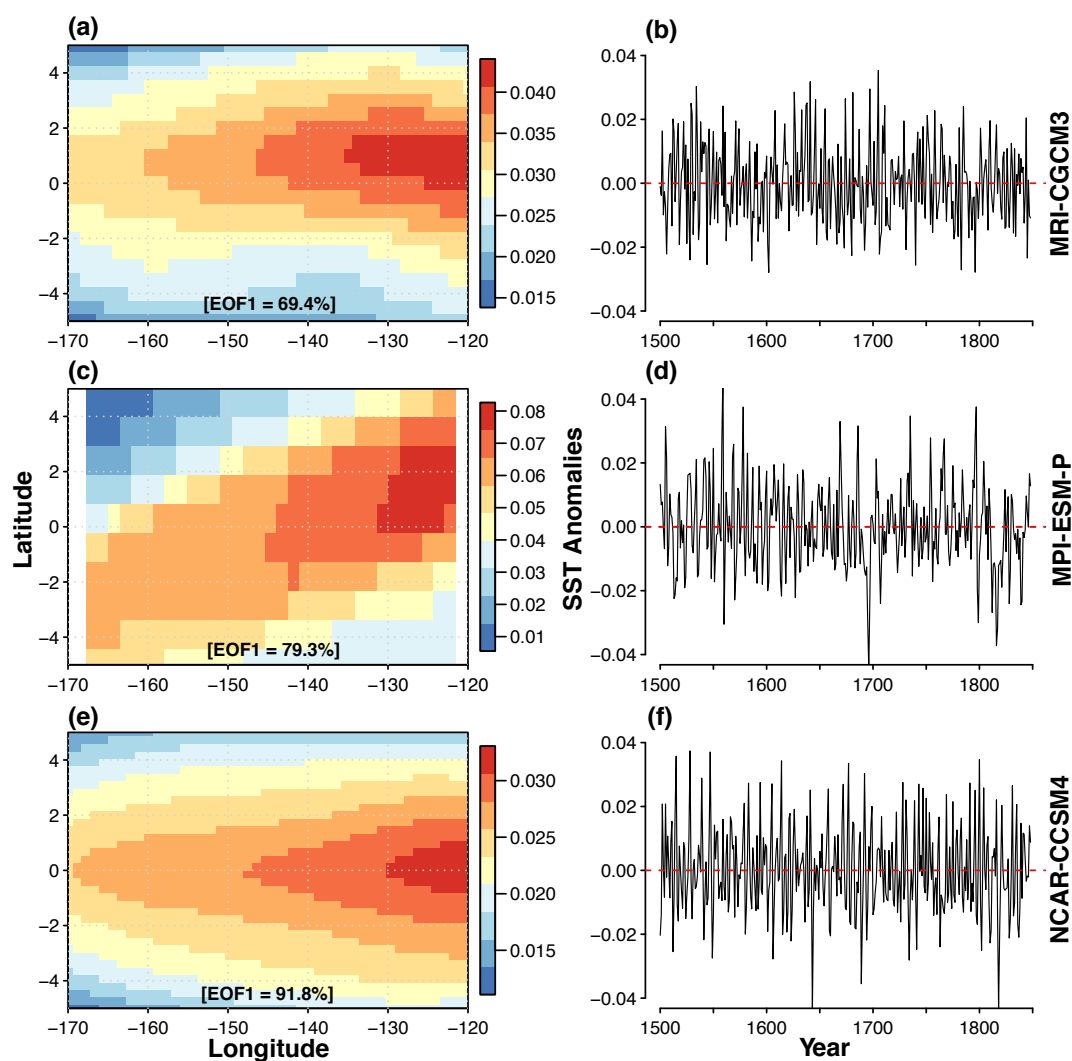 (a)
4
2
0
−2
−4
[EOF1 = 69.4%]
−170 −160 −150 −140 −130 −120
0.040
0.035
0.030
0.025
0.020
0.015
(b)
0.04
0.02
0.00
−0.02
−0.04
1500 1600 1700 1800
MRI-CGCM3
(c)
4
2
0
−2
−4
[EOF1 = 79.3%]
−170 −160 −150 −140 −130 −120
Latitude
0.08
0.07
0.06
0.05
0.04
0.03
0.02
0.01
SST Anomalies
(d)
0.04
0.02
0.00
−0.02
−0.04
1500 1600 1700 1800
MPI-ESM-P
(e)
4
2
0
−2
−4
[EOF1 = 91.8%]
−170 −160 −150 −140 −130 −120
Longitude
0.030
0.025
0.020
0.015
(f)
0.04
0.02
0.00
−0.02
−0.04
1500 1600 1700 1800
Year
NCAR-CCSM4